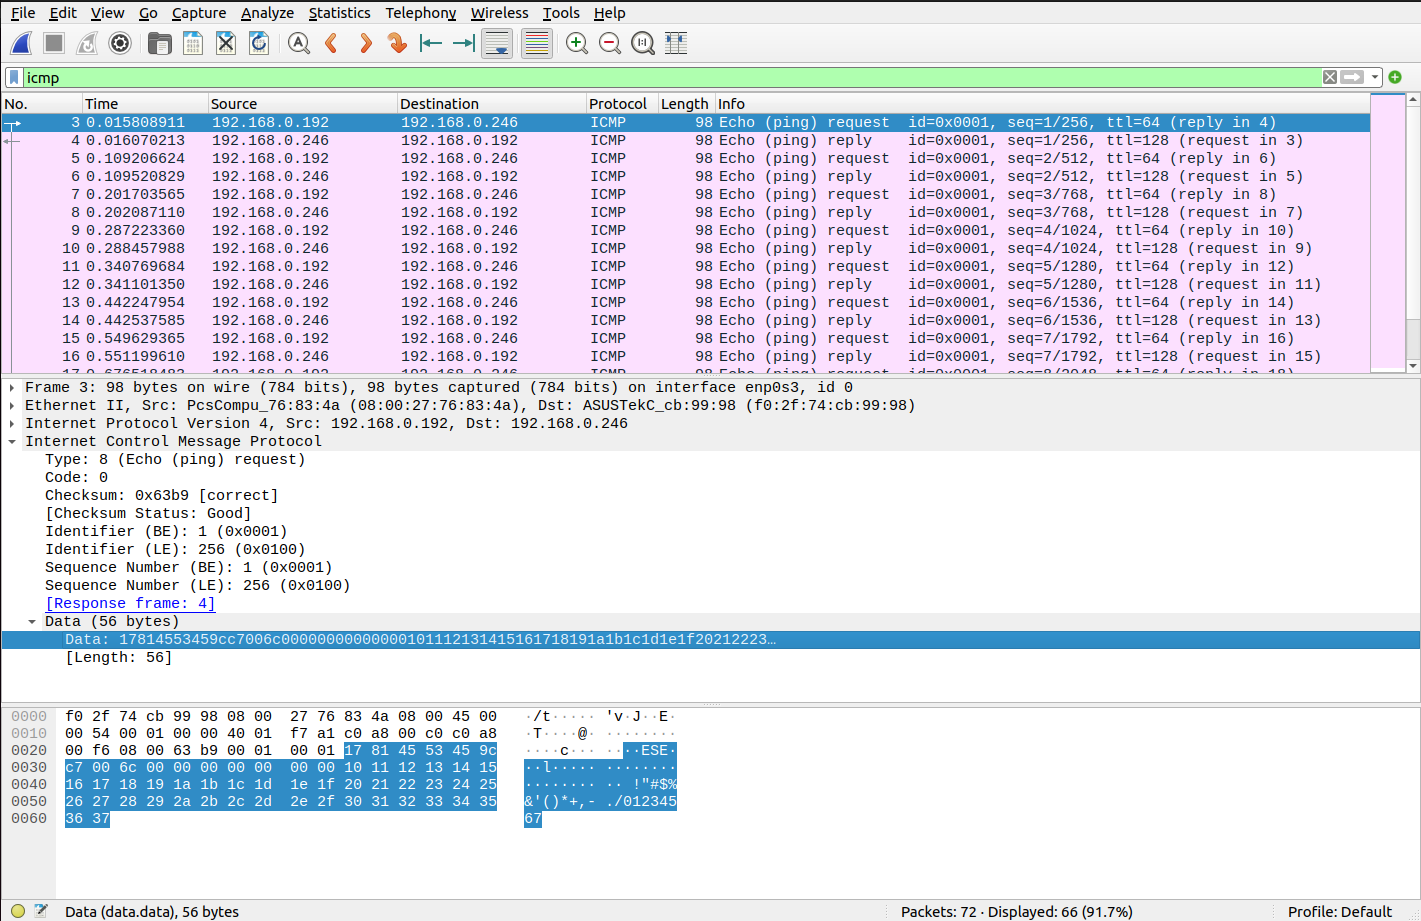 File Edit View Go Capture Analyze Statistics Telephony Wireless Tools Help
icmp
No. Time Source Destination Protocol Length Info
3 0.015808911 192.168.0.192 192.168.0.246 ICMP 98 Echo (ping) request id=0x0001, seq=1/256, ttl=64 (reply in 4)
4 0.016070213 192.168.0.246 192.168.0.192 ICMP 98 Echo (ping) reply id=0x0001, seq=1/256, ttl=128 (request in 3)
5 0.109206624 192.168.0.192 192.168.0.246 ICMP 98 Echo (ping) request id=0x0001, seq=2/512, ttl=64 (reply in 6)
6 0.109520829 192.168.0.246 192.168.0.192 ICMP 98 Echo (ping) reply id=0x0001, seq=2/512, ttl=128 (request in 5)
7 0.201703565 192.168.0.192 192.168.0.246 ICMP 98 Echo (ping) request id=0x0001, seq=3/768, ttl=64 (reply in 8)
8 0.202087110 192.168.0.246 192.168.0.192 ICMP 98 Echo (ping) reply id=0x0001, seq=3/768, ttl=128 (request in 7)
9 0.287223360 192.168.0.192 192.168.0.246 ICMP 98 Echo (ping) request id=0x0001, seq=4/1024, ttl=64 (reply in 10)
10 0.288457988 192.168.0.246 192.168.0.192 ICMP 98 Echo (ping) reply id=0x0001, seq=4/1024, ttl=128 (request in 9)
11 0.340769684 192.168.0.192 192.168.0.246 ICMP 98 Echo (ping) request id=0x0001, seq=5/1280, ttl=64 (reply in 12)
12 0.341101350 192.168.0.246 192.168.0.192 ICMP 98 Echo (ping) reply id=0x0001, seq=5/1280, ttl=128 (request in 11)
13 0.442247954 192.168.0.192 192.168.0.246 ICMP 98 Echo (ping) request id=0x0001, seq=6/1536, ttl=64 (reply in 14)
14 0.442537585 192.168.0.246 192.168.0.192 ICMP 98 Echo (ping) reply id=0x0001, seq=6/1536, ttl=128 (request in 13)
15 0.549629365 192.168.0.192 192.168.0.246 ICMP 98 Echo (ping) request id=0x0001, seq=7/1792, ttl=64 (reply in 16)
16 0.551199610 192.168.0.246 192.168.0.192 ICMP 98 Echo (ping) reply id=0x0001, seq=7/1792, ttl=128 (request in 15)
Frame 3: 98 bytes on wire (784 bits), 98 bytes captured (784 bits) on interface enp0s3, id 0
Ethernet II, Src: PcsCompu_76:83:4a (08:00:27:76:83:4a), Dst: ASUSTekC_cb:99:98 (f0:2f:74:cb:99:98)
Internet Protocol Version 4, Src: 192.168.0.192, Dst: 192.168.0.246
Internet Control Message Protocol
Type: 8 (Echo (ping) request)
Code: 0
Checksum: 0x63b9 [correct]
[Checksum Status: Good]
Identifier (BE): 1 (0x0001)
Identifier (LE): 256 (0x0100)
Sequence Number (BE): 1 (0x0001)
Sequence Number (LE): 256 (0x0100)
[Response frame: 4]
Data (56 bytes)
Data: 17814553459cc7006c00000000000000101112131415161718191a1b1c1d1e1f20212223…
[Length: 56]
0000 f0 2f 74 cb 99 98 08 00 27 76 83 4a 08 00 45 00 ·/t····· 'v·J··E·
0010 00 54 00 01 00 00 40 01 f7 a1 c0 a8 00 c0 c0 a8 ·T····@· ········
0020 00 f6 08 00 63 b9 00 01 00 01 17 81 45 53 45 9c ····c··· ····ESE·
0030 c7 00 6c 00 00 00 00 00 00 00 10 11 12 13 14 15 ··l····· ········
0040 16 17 18 19 1a 1b 1c 1d 1e 1f 20 21 22 23 24 25 ········ ·· !"#$%
0050 26 27 28 29 2a 2b 2c 2d 2e 2f 30 31 32 33 34 35 &'()*+,- ./012345
0060 36 37 67
Data (data.data), 56 bytes Packets: 72 · Displayed: 66 (91.7%) Profile: Default